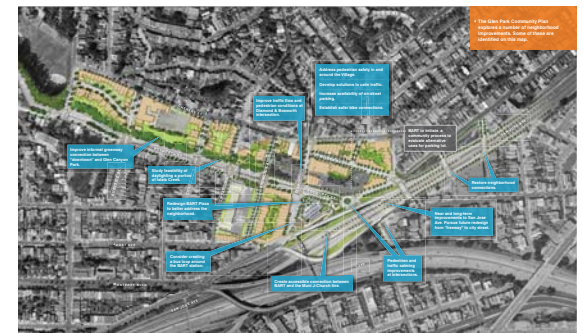 • The Glen Park Community Plan
explored a number of neighborhood
improvements. Some of these are
identified on this map.
Address pedestrian safety in and
around the Village.
Develop solutions to calm traffic.
Increase availability of on-street
parking.
Establish safer bike connections.
Improve traffic flow and
pedestrian conditions at
Diamond & Bosworth
intersection.
BART to initiate a
community process to
evaluate alternative
uses for parking lot.
Improve informal greenway
connection between
"downtown" and Glen Canyon
Park.
Study feasibility of
daylighting a portion
of Islais Creek.
Restore neighborhood
connections
Redesign BART Plaza
to better address the
neighborhood.
Near and long-term
improvements to San Jose
Ave. Pursue future redesign
from "freeway" to city street.
Consider creating
a bus loop around
the BART station.
Pedestrian and
traffic calming
improvements
at intersections.
Create accessible connection between
BART and the Muni J-Church line.